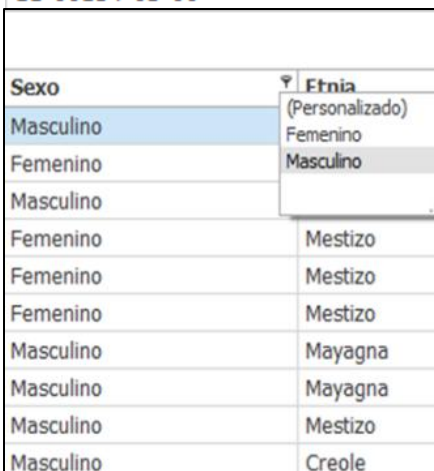 Sexo Etnia
(Personalizado)
Masculino
Femenino
Femenino
Masculino
Masculino
Femenino Mestizo
Femenino Mestizo
Femenino Mestizo
Masculino Mayagna
Masculino Mayagna
Masculino Mestizo
Masculino Creole